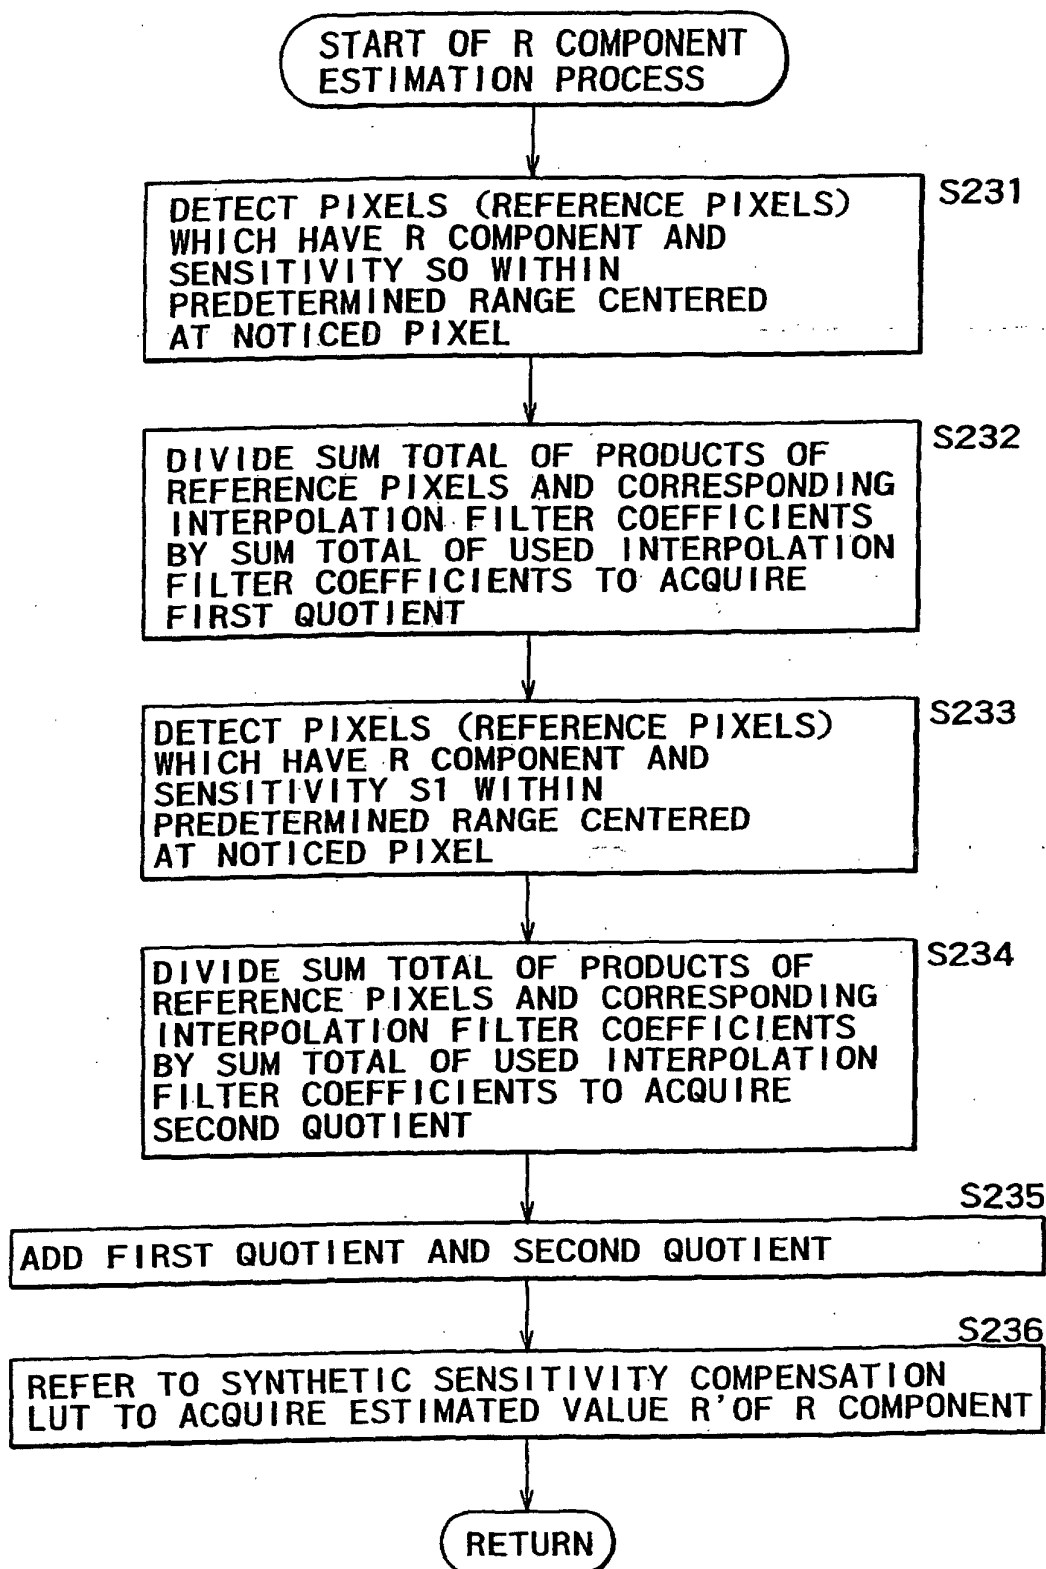 START OF R COMPONENT
ESTIMATION PROCESS
S231
DETECT PIXELS (REFERENCE PIXELS)
WHICH HAVE R COMPONENT AND
SENSITIVITY S0 WITHIN
PREDETERMINED RANGE CENTERED
AT NOTICED PIXEL
S232
DIVIDE SUM TOTAL OF PRODUCTS OF
REFERENCE PIXELS AND CORRESPONDING
INTERPOLATION FILTER COEFFICIENTS
BY SUM TOTAL OF USED INTERPOLATION
FILTER COEFFICIENTS TO ACQUIRE
FIRST QUOTIENT
S233
DETECT PIXELS (REFERENCE PIXELS)
WHICH HAVE R COMPONENT AND
SENSITIVITY S1 WITHIN
PREDETERMINED RANGE CENTERED
AT NOTICED PIXEL
S234
DIVIDE SUM TOTAL OF PRODUCTS OF
REFERENCE PIXELS AND CORRESPONDING
INTERPOLATION FILTER COEFFICIENTS
BY SUM TOTAL OF USED INTERPOLATION
FILTER COEFFICIENTS TO ACQUIRE
SECOND QUOTIENT
S235
ADD FIRST QUOTIENT AND SECOND QUOTIENT
S236
REFER TO SYNTHETIC SENSITIVITY COMPENSATION
LUT TO ACQUIRE ESTIMATED VALUE R'OF R COMPONENT
RETURN